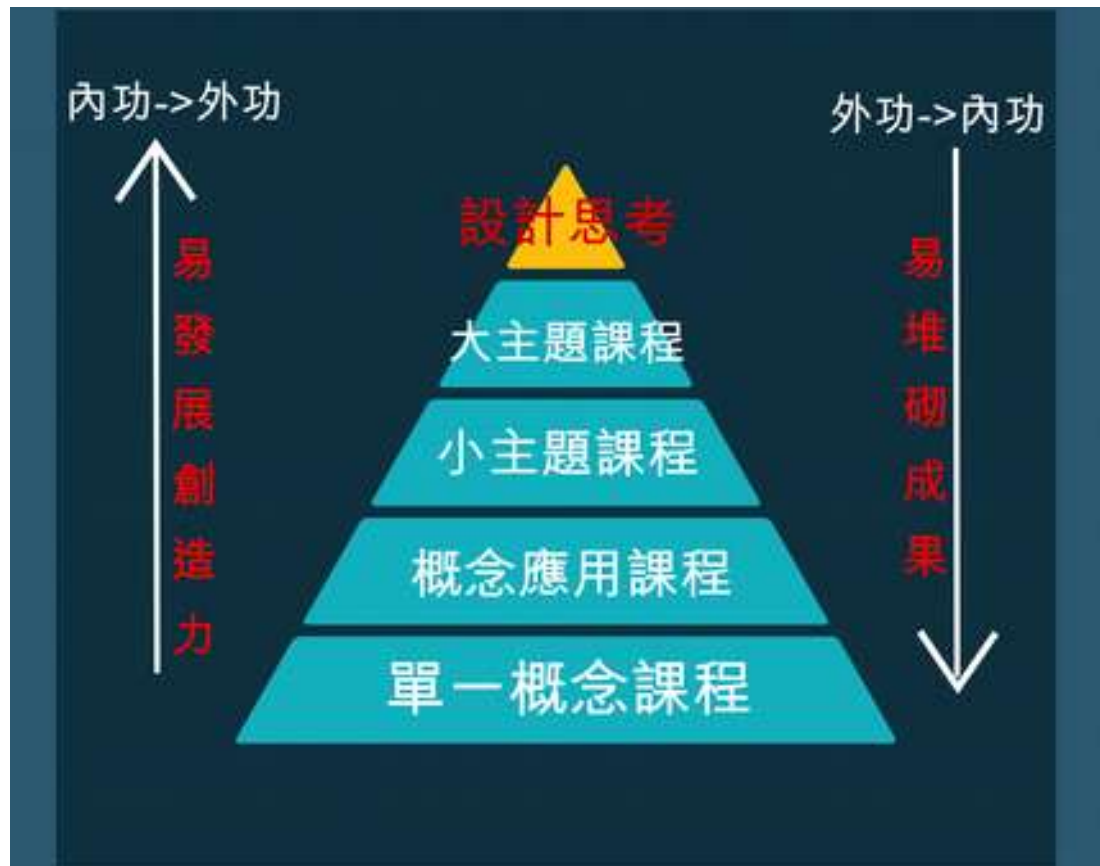 內功->外功
外功->內功
易發展創造力
設計思考
大主題課程
小主題課程
概念應用課程
單一概念課程
易堆砌成果